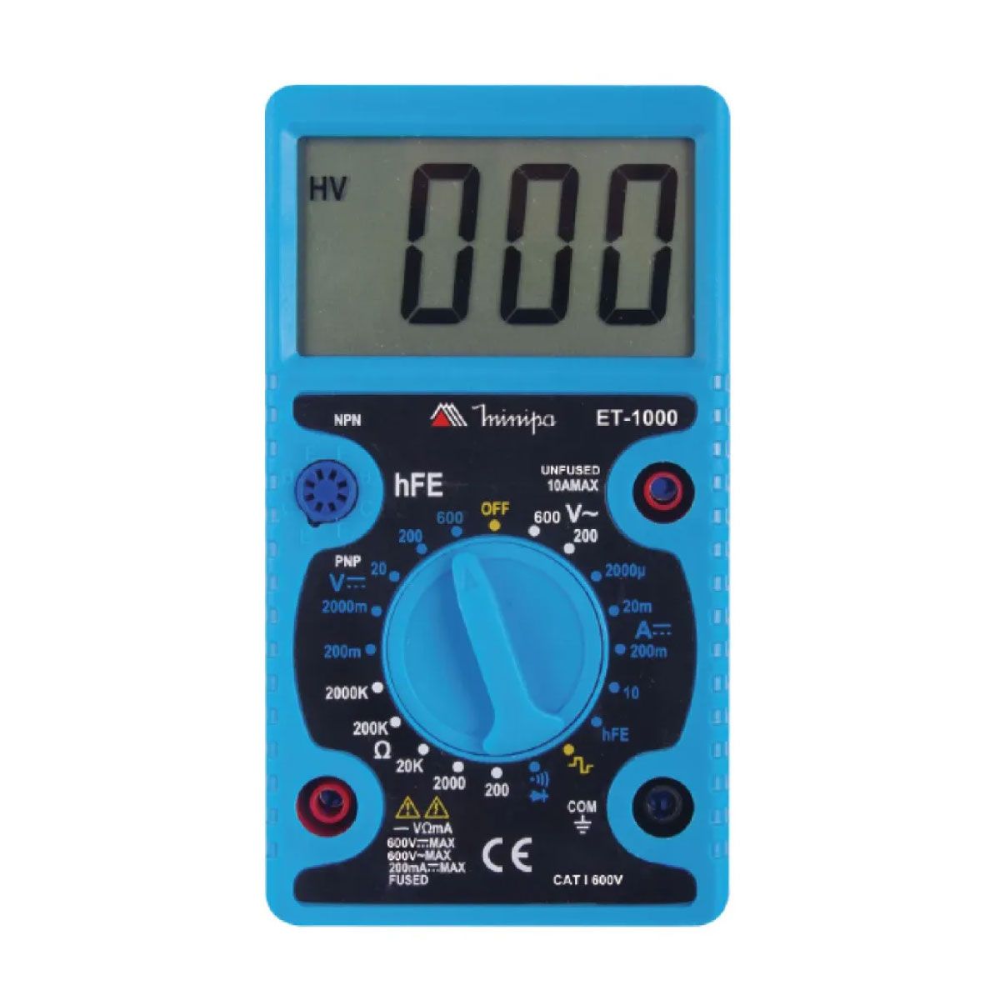 HV 000
NPN
minipa
ET-1000
hFE
UNFUSED
10AMAX
OFF
600
200
20
PNP
V⎓
2000m
200m
2000K
200K
Ω
20K
2000
200
600 V~
200
2000µ
20m
A⎓
200m
10
hFE
COM
VΩmA
600V⎓MAX
600V~MAX
200mA⎓MAX
FUSED
CE
CAT I 600V